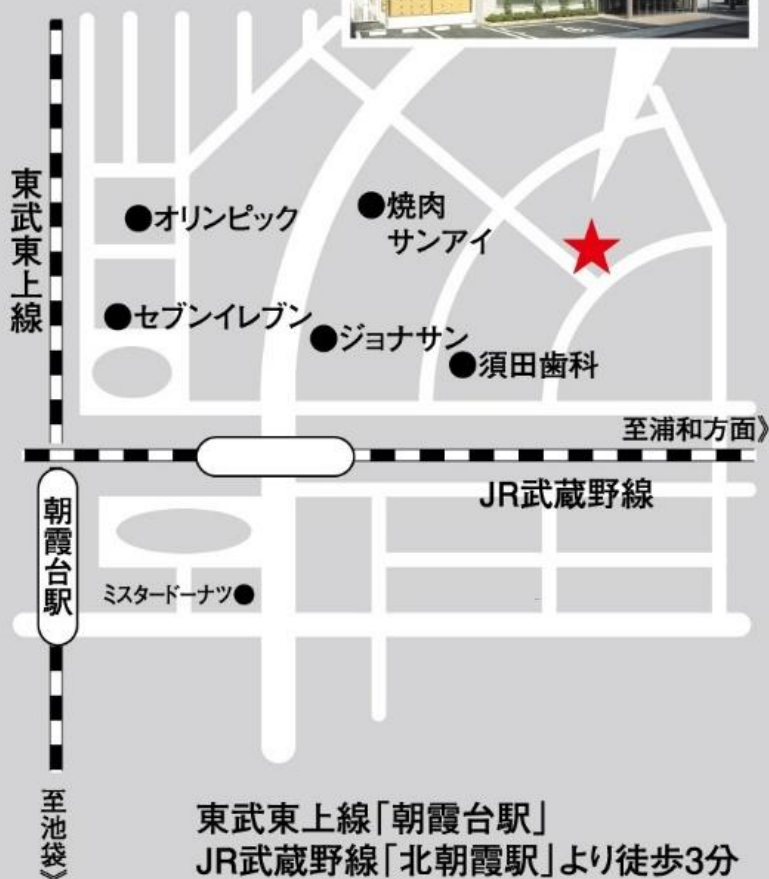 東武東上線
オリンピック
焼肉
サンアイ
セブンイレブン
ジョナサン
須田歯科
至浦和方面》
JR武蔵野線
朝霞台駅
ミスタードーナツ
至池袋》
東武東上線「朝霞台駅」
JR武蔵野線「北朝霞駅」より徒歩3分